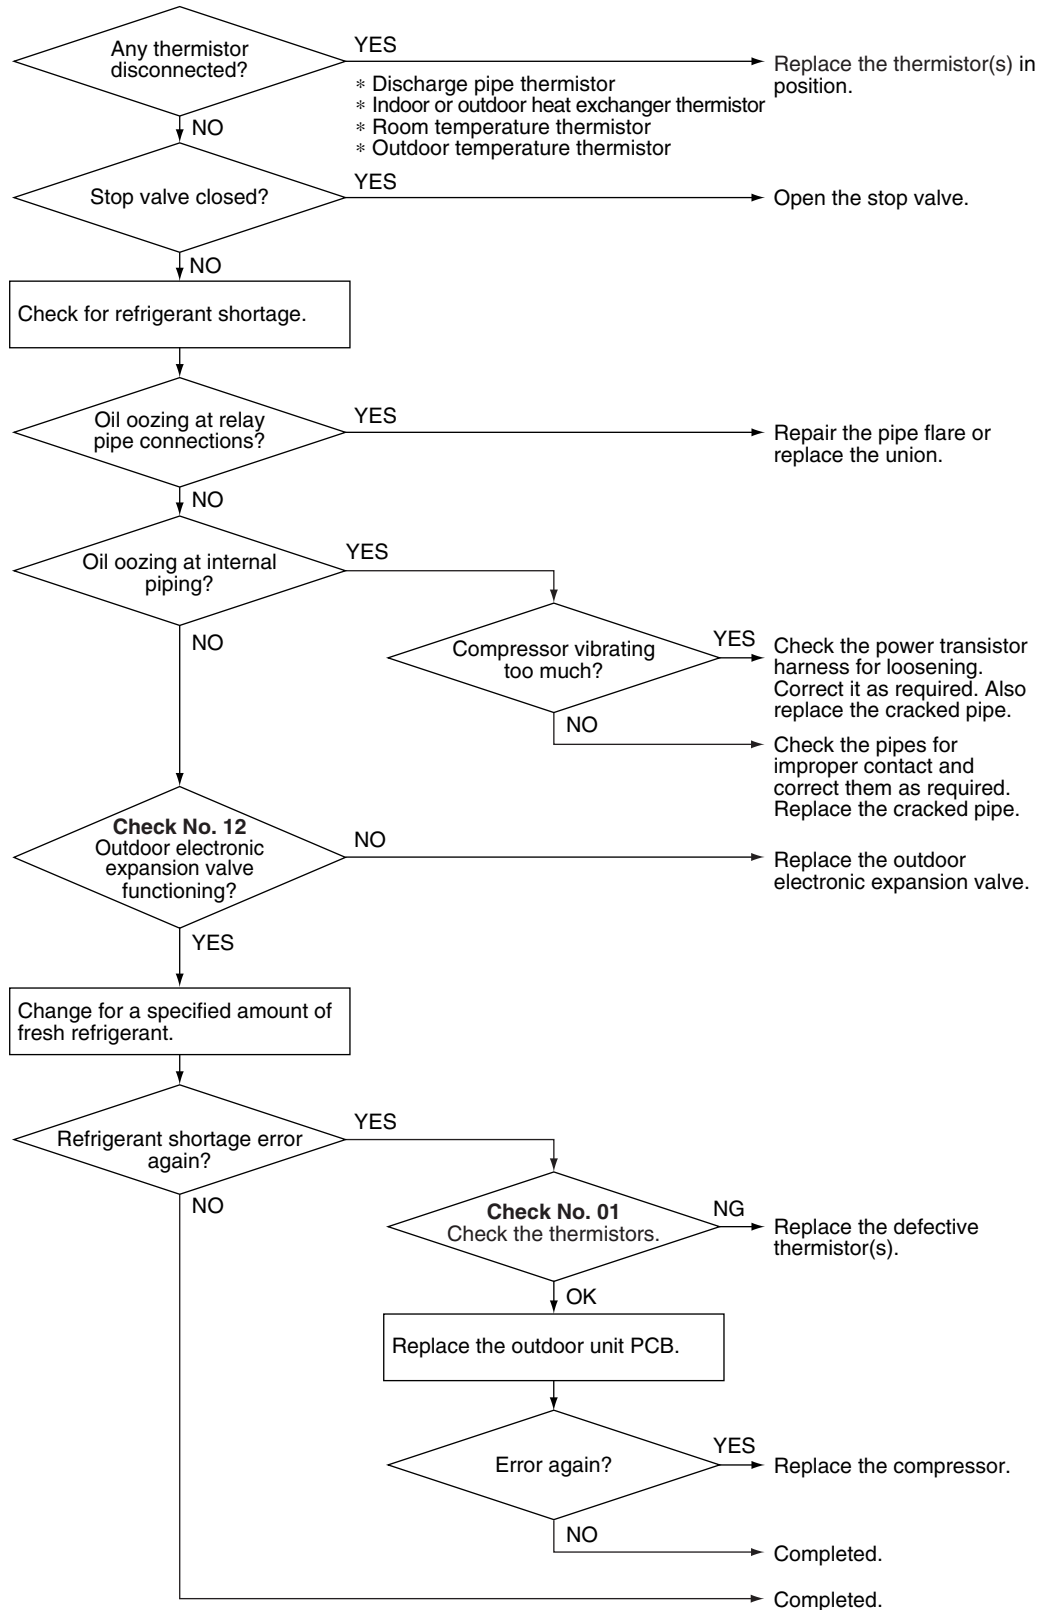 Any thermistor
disconnected?
YES
Replace the thermistor(s) in
position.
∗ Discharge pipe thermistor
∗ Indoor or outdoor heat exchanger thermistor
∗ Room temperature thermistor
∗ Outdoor temperature thermistor
NO
Stop valve closed?
YES
Open the stop valve.
NO
Check for refrigerant shortage.
Oil oozing at relay
pipe connections?
YES
Repair the pipe flare or
replace the union.
NO
Oil oozing at internal
piping?
YES
NO
Compressor vibrating
too much?
YES
Check the power transistor
harness for loosening.
Correct it as required. Also
replace the cracked pipe.
NO
Check the pipes for
improper contact and
correct them as required.
Replace the cracked pipe.
Check No. 12
Outdoor electronic
expansion valve
functioning?
NO
Replace the outdoor
electronic expansion valve.
YES
Change for a specified amount of
fresh refrigerant.
Refrigerant shortage error
again?
YES
NO
Check No. 01
Check the thermistors.
NG
Replace the defective
thermistor(s).
OK
Replace the outdoor unit PCB.
Error again?
YES
Replace the compressor.
NO
Completed.
Completed.